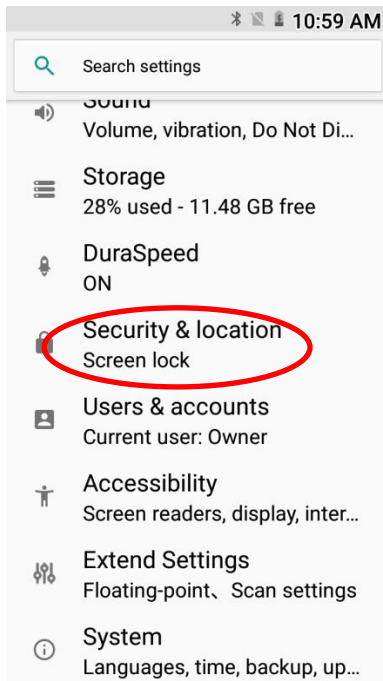 10:59 AM
Search settings
Sound
Volume, vibration, Do Not Di...
Storage
28% used - 11.48 GB free
DuraSpeed
ON
Security & location
Screen lock
Users & accounts
Current user: Owner
Accessibility
Screen readers, display, inter...
Extend Settings
Floating-point、Scan settings
System
Languages, time, backup, up...